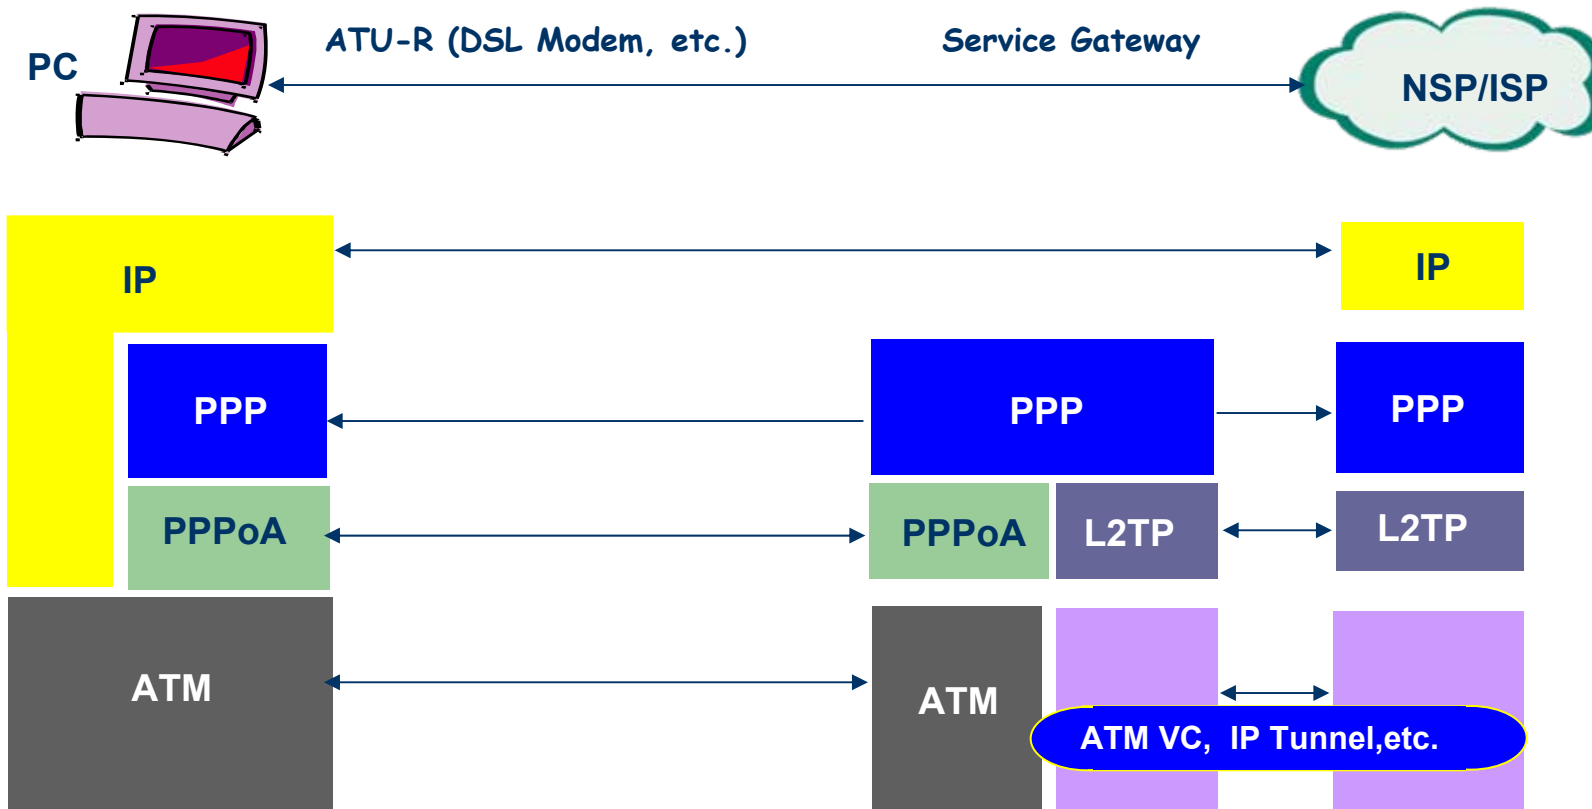 PC
ATU-R (DSL Modem, etc.)
Service Gateway
NSP/ISP
IP
IP
PPP
PPP
PPP
PPPoA
PPPoA
L2TP
L2TP
ATM
ATM
ATM VC, IP Tunnel,etc.